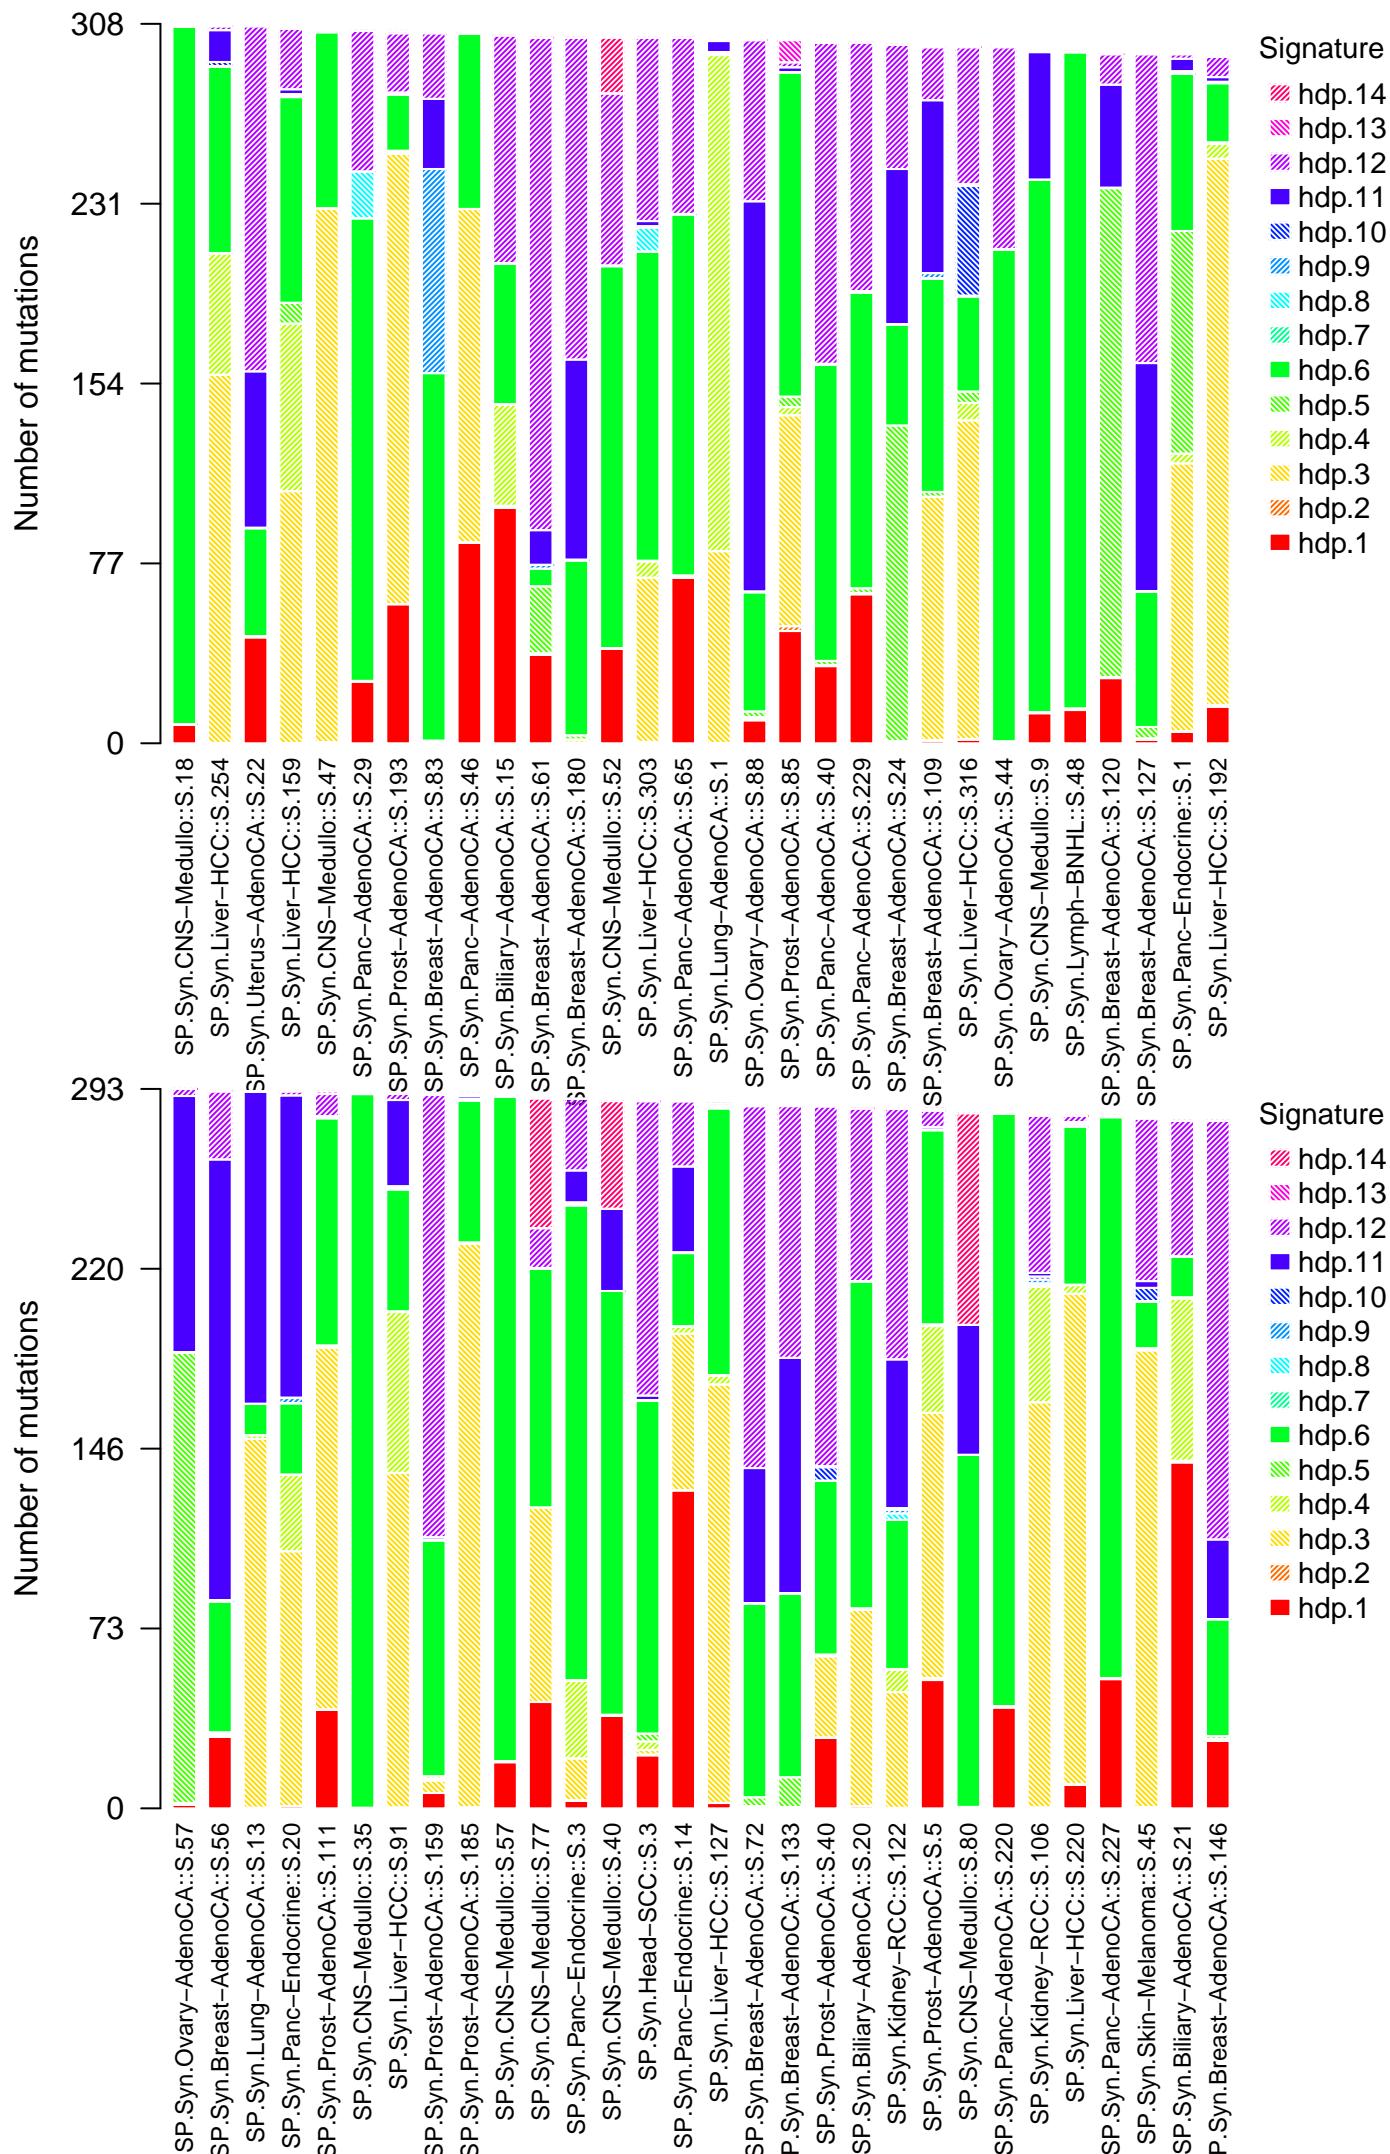 308
231
154
77
0
Number of mutations
Signature
hdp.14
hdp.13
hdp.12
hdp.11
hdp.10
hdp.9
hdp.8
hdp.7
hdp.6
hdp.5
hdp.4
hdp.3
hdp.2
hdp.1
SP.Syn.CNS−Medullo::S.18
SP.Syn.Liver−HCC::S.254
SP.Syn.Uterus−AdenoCA::S.22
SP.Syn.Liver−HCC::S.159
SP.Syn.CNS−Medullo::S.47
SP.Syn.Panc−AdenoCA::S.29
SP.Syn.Prost−AdenoCA::S.193
SP.Syn.Breast−AdenoCA::S.83
SP.Syn.Panc−AdenoCA::S.46
SP.Syn.Biliary−AdenoCA::S.15
SP.Syn.Breast−AdenoCA::S.61
SP.Syn.Breast−AdenoCA::S.180
SP.Syn.CNS−Medullo::S.52
SP.Syn.Liver−HCC::S.303
SP.Syn.Panc−AdenoCA::S.65
SP.Syn.Lung−AdenoCA::S.1
SP.Syn.Ovary−AdenoCA::S.88
SP.Syn.Prost−AdenoCA::S.85
SP.Syn.Panc−AdenoCA::S.40
SP.Syn.Panc−AdenoCA::S.229
SP.Syn.Breast−AdenoCA::S.24
SP.Syn.Breast−AdenoCA::S.109
SP.Syn.Liver−HCC::S.316
SP.Syn.Ovary−AdenoCA::S.44
SP.Syn.CNS−Medullo::S.9
SP.Syn.Lymph−BNHL::S.48
SP.Syn.Breast−AdenoCA::S.120
SP.Syn.Breast−AdenoCA::S.127
SP.Syn.Panc−Endocrine::S.1
SP.Syn.Liver−HCC::S.192
293
220
146
73
0
Number of mutations
Signature
hdp.14
hdp.13
hdp.12
hdp.11
hdp.10
hdp.9
hdp.8
hdp.7
hdp.6
hdp.5
hdp.4
hdp.3
hdp.2
hdp.1
SP.Syn.Ovary−AdenoCA::S.57
SP.Syn.Breast−AdenoCA::S.56
SP.Syn.Lung−AdenoCA::S.13
SP.Syn.Panc−Endocrine::S.20
SP.Syn.Prost−AdenoCA::S.111
SP.Syn.CNS−Medullo::S.35
SP.Syn.Liver−HCC::S.91
SP.Syn.Prost−AdenoCA::S.159
SP.Syn.Prost−AdenoCA::S.185
SP.Syn.CNS−Medullo::S.57
SP.Syn.CNS−Medullo::S.77
SP.Syn.Panc−Endocrine::S.3
SP.Syn.CNS−Medullo::S.40
SP.Syn.Head−SCC::S.3
SP.Syn.Panc−Endocrine::S.14
SP.Syn.Liver−HCC::S.127
SP.Syn.Breast−AdenoCA::S.72
P.Syn.Breast−AdenoCA::S.133
SP.Syn.Prost−AdenoCA::S.40
SP.Syn.Biliary−AdenoCA::S.20
SP.Syn.Kidney−RCC::S.122
SP.Syn.Prost−AdenoCA::S.5
SP.Syn.CNS−Medullo::S.80
SP.Syn.Panc−AdenoCA::S.220
SP.Syn.Kidney−RCC::S.106
SP.Syn.Liver−HCC::S.220
SP.Syn.Panc−AdenoCA::S.227
SP.Syn.Skin−Melanoma::S.45
SP.Syn.Biliary−AdenoCA::S.21
P.Syn.Breast−AdenoCA::S.146